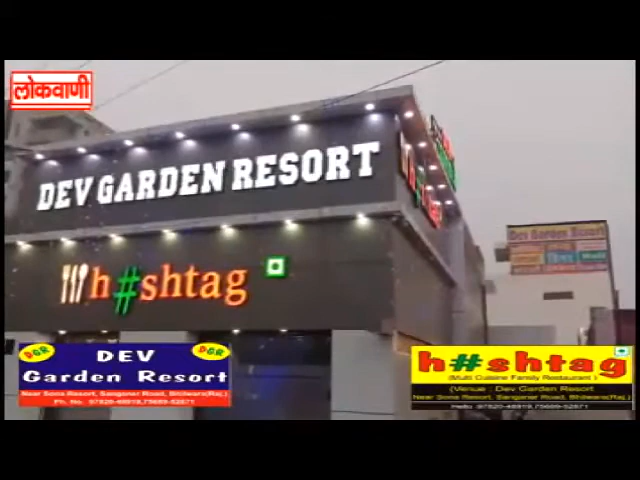 लोकवाणी
DEV GARDEN RESORT
h#shtag
DGR
DEV
DGR
Garden Resort
Near Sona Resort, Sanganer Road, Bhilwara(Raj.)
h#shtag
(Multi Cuisine Family Restaurant)
(Venue : Dev Garden Resort
Near Sona Resort, Sanganer Road, Bhilwara(Raj.)
Dev Garden Resort